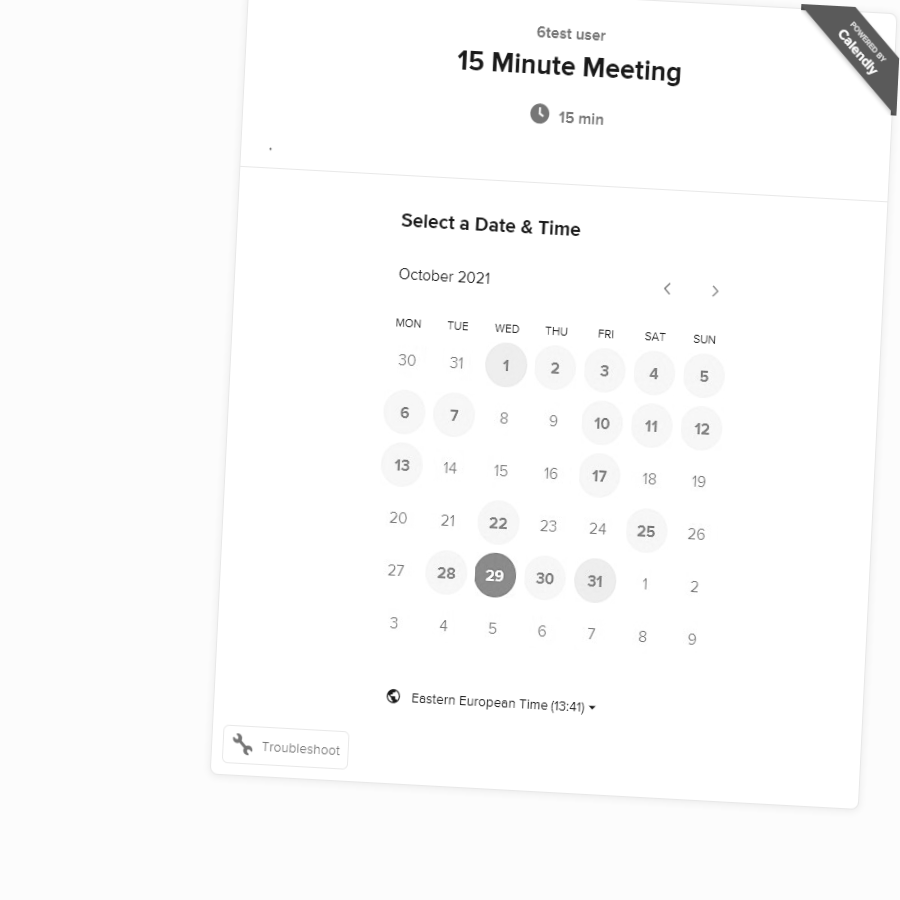 6test user
15 Minute Meeting
15 min
POWERED BY
Calendly
.
Select a Date & Time
October 2021
MON TUE WED THU FRI SAT SUN
30 31 1 2 3 4 5
6 7 8 9 10 11 12
13 14 15 16 17 18 19
20 21 22 23 24 25 26
27 28 29 30 31 1 2
3 4 5 6 7 8 9
Eastern European Time (13:41)
Troubleshoot